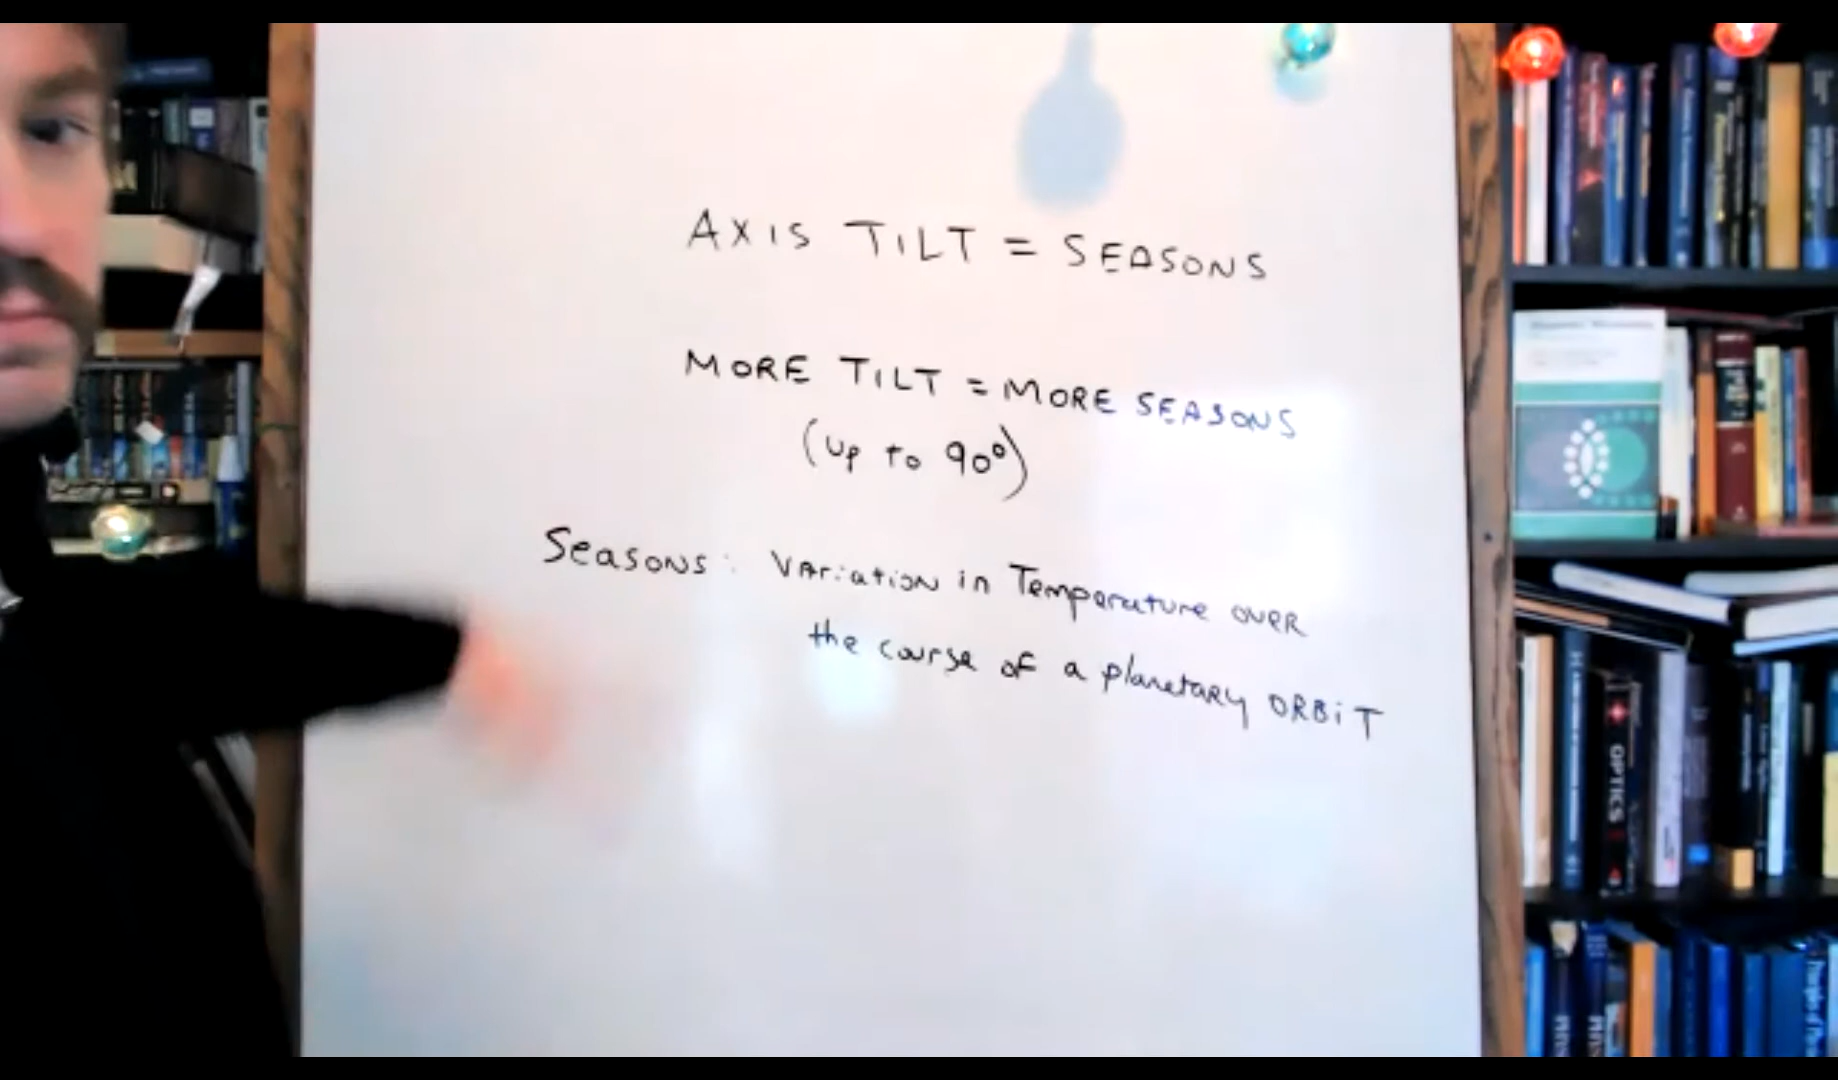 AXIS TILT = SEASONS
MORE TILT = MORE SEASONS
(up to 90°)
Seasons: Variation in Temperature over
the course of a planetary ORBiT
OPTICS